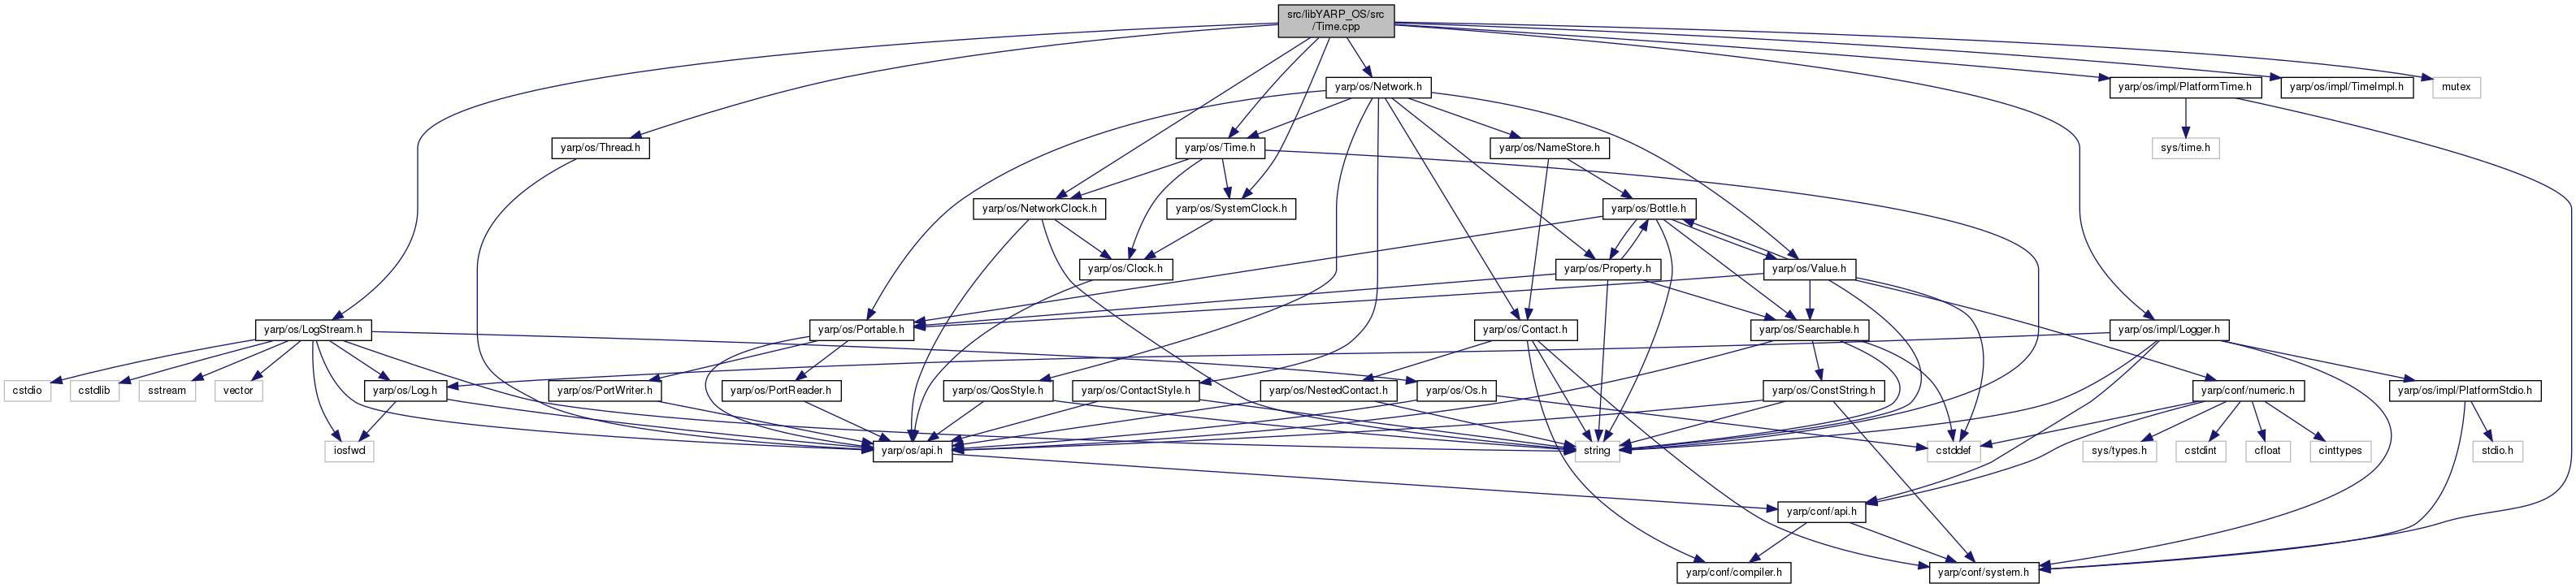 src/libYARP_OS/src
/Time.cpp
yarp/os/Network.h
yarp/os/impl/PlatformTime.h
yarp/os/impl/TimeImpl.h
mutex
yarp/os/Thread.h
yarp/os/Time.h
yarp/os/NameStore.h
sys/time.h
yarp/os/NetworkClock.h
yarp/os/SystemClock.h
yarp/os/Bottle.h
yarp/os/Clock.h
yarp/os/Property.h
yarp/os/Value.h
yarp/os/LogStream.h
yarp/os/Portable.h
yarp/os/Contact.h
yarp/os/Searchable.h
yarp/os/impl/Logger.h
cstdio
cstdlib
sstream
vector
yarp/os/Log.h
yarp/os/PortWriter.h
yarp/os/PortReader.h
yarp/os/QosStyle.h
yarp/os/ContactStyle.h
yarp/os/NestedContact.h
yarp/os/Os.h
yarp/os/ConstString.h
yarp/conf/numeric.h
yarp/os/impl/PlatformStdio.h
iosfwd
yarp/os/api.h
string
cstddef
sys/types.h
cstdint
cfloat
cinttypes
stdio.h
yarp/conf/api.h
yarp/conf/compiler.h
yarp/conf/system.h